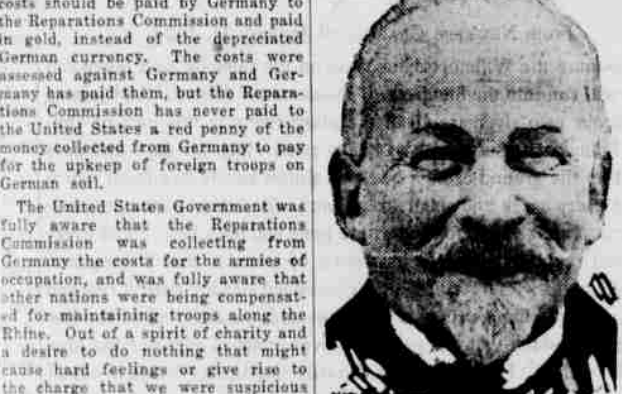 costs should be paid by Germany to
the Reparations Commission and paid
in gold, instead of the depreciated
German currency. The costs were
assessed against Germany and Ger-
many has paid them, but the Repara-
tions Commission has never paid to
the United States a red penny of the
money collected from Germany to pay
for the upkeep of foreign troops on
German soil.
The United States Government was
fully aware that the Reparations
Commission was collecting from
Germany the costs for the armies of
occupation, and was fully aware that
other nations were being compensat-
ed for maintaining troops along the
Rhine. Out of a spirit of charity and
a desire to do nothing that might
cause hard feelings or give rise to
the charge that we were suspicious